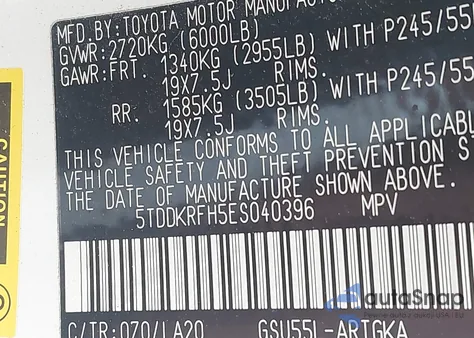 MFD.BY:TOYOTA MOTOR MANUFACTU
GVWR:2720KG (6000LB)
GAWR:FRT. 1340KG (2955LB) WITH P245/55
19X7.5J RIMS.
RR. 1585KG (3505LB) WITH P245/55
19X7.5J RIMS.
THIS VEHICLE CONFORMS TO ALL APPLICABL
VEHICLE SAFETY AND THEFT PREVENTION S
THE DATE OF MANUFACTURE SHOWN ABOVE.
5TDDKRFH5ES040396 MPV
C/TR:070/LA20 GSU55L-ARTGKA
CAUTION
autoSnap